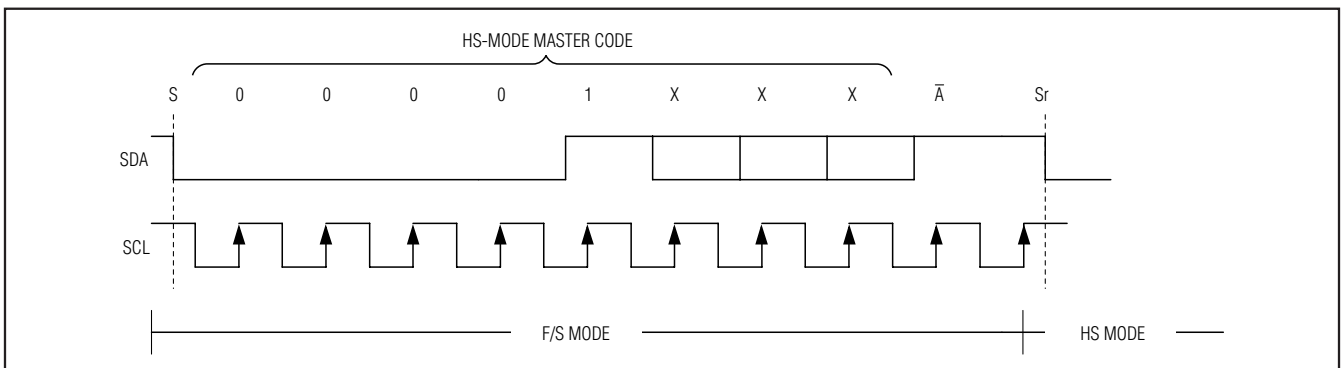 HS-MODE MASTER CODE
S 0 0 0 0 1 X X X A̅ Sr
SDA
SCL
F/S MODE HS MODE